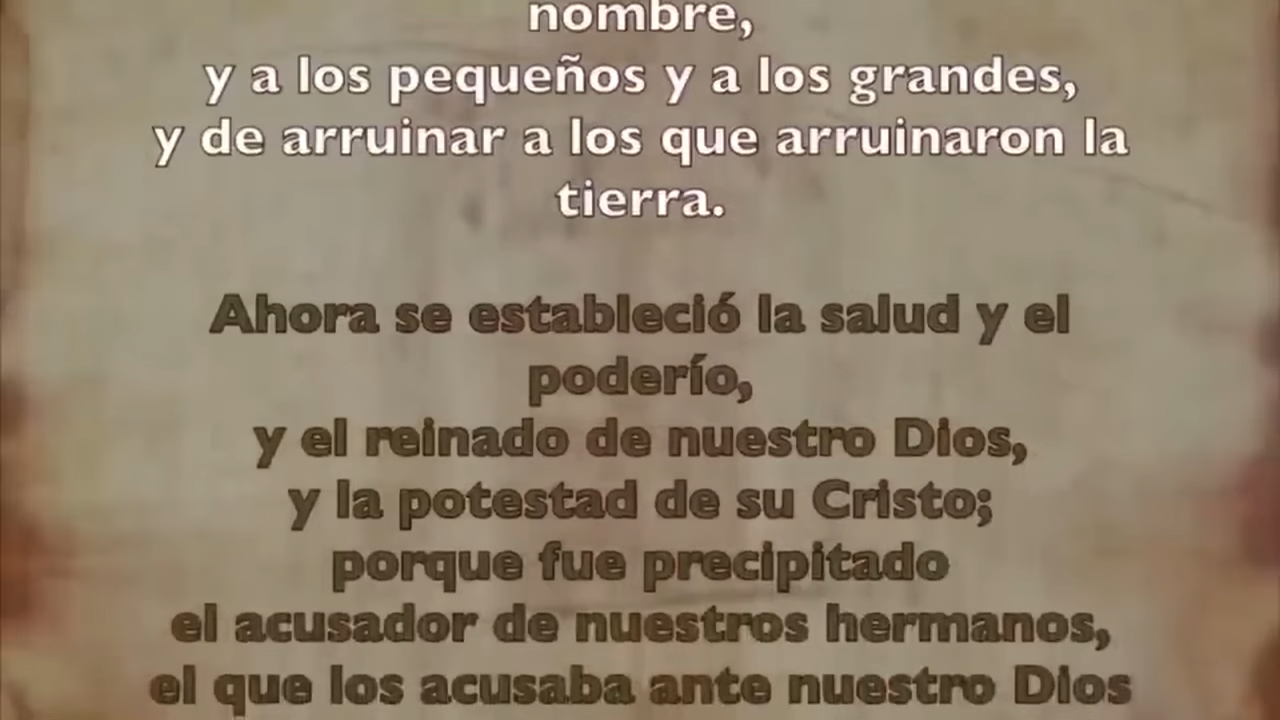 nombre,
y a los pequeños y a los grandes,
y de arruinar a los que arruinaron la
tierra.
Ahora se estableció la salud y el
poderío,
y el reinado de nuestro Dios,
y la potestad de su Cristo;
porque fue precipitado
el acusador de nuestros hermanos,
el que los acusaba ante nuestro Dios